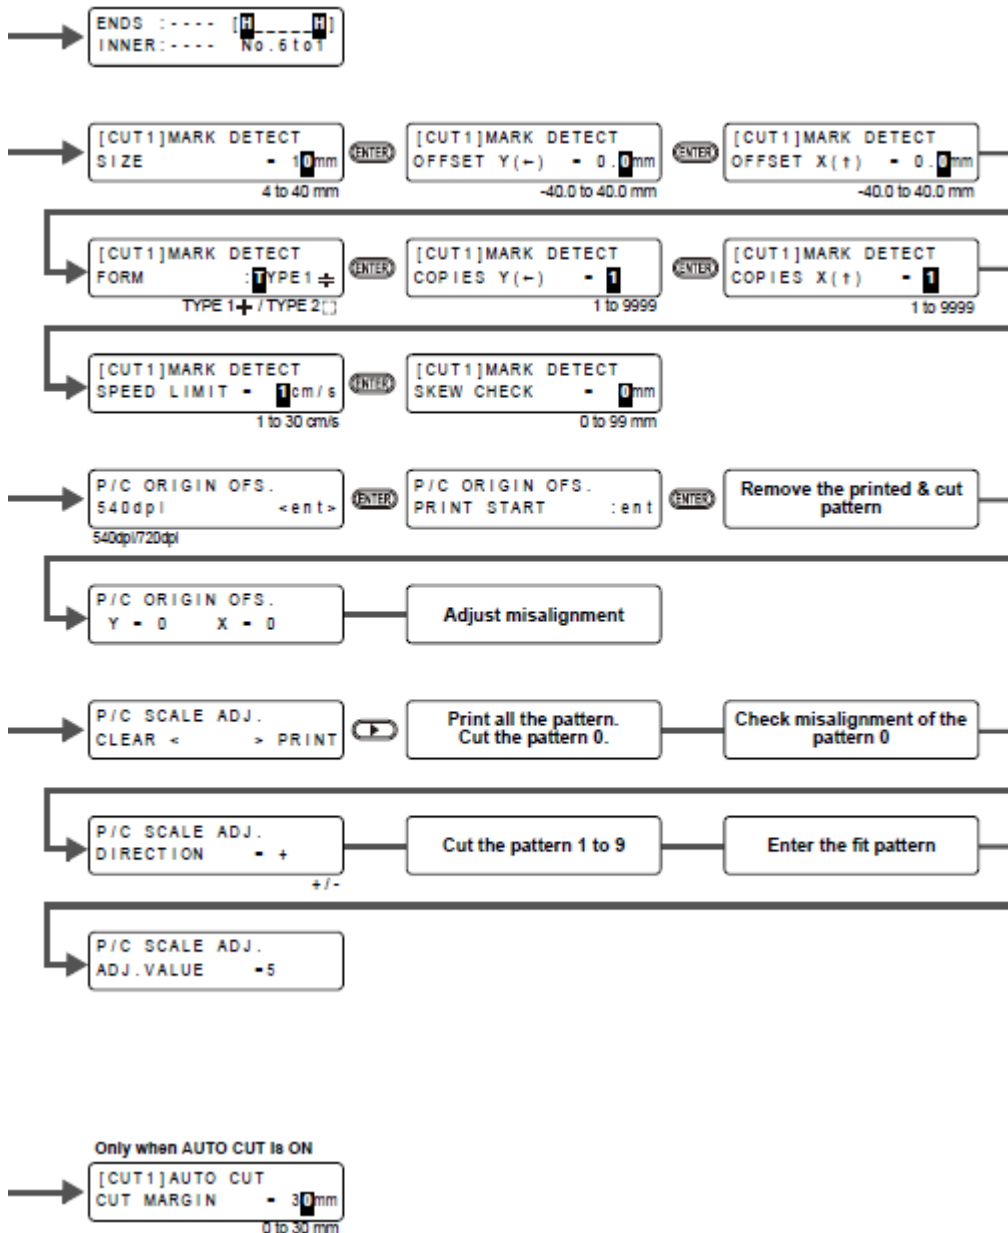 ENDS :---- [H_____H]
INNER:---- No.6to1
[CUT1]MARK DETECT
SIZE = 10mm
4 to 40 mm
ENTER
[CUT1]MARK DETECT
OFFSET Y(←) = 0.0mm
-40.0 to 40.0 mm
ENTER
[CUT1]MARK DETECT
OFFSET X(↑) = 0.0mm
-40.0 to 40.0 mm
[CUT1]MARK DETECT
FORM :TYPE1
TYPE 1 / TYPE 2
ENTER
[CUT1]MARK DETECT
COPIES Y(←) = 1
1 to 9999
ENTER
[CUT1]MARK DETECT
COPIES X(↑) = 1
1 to 9999
[CUT1]MARK DETECT
SPEED LIMIT = 1cm/s
1 to 30 cm/s
ENTER
[CUT1]MARK DETECT
SKEW CHECK = 0mm
0 to 99 mm
P/C ORIGIN OFS.
540dpi <ent>
540dpi/720dpi
ENTER
P/C ORIGIN OFS.
PRINT START :ent
ENTER
Remove the printed & cut
pattern
P/C ORIGIN OFS.
Y = 0 X = 0
Adjust misalignment
P/C SCALE ADJ.
CLEAR < > PRINT
Print all the pattern.
Cut the pattern 0.
Check misalignment of the
pattern 0
P/C SCALE ADJ.
DIRECTION = +
+ / -
Cut the pattern 1 to 9
Enter the fit pattern
P/C SCALE ADJ.
ADJ.VALUE =5
Only when AUTO CUT is ON
[CUT1]AUTO CUT
CUT MARGIN = 30mm
0 to 30 mm